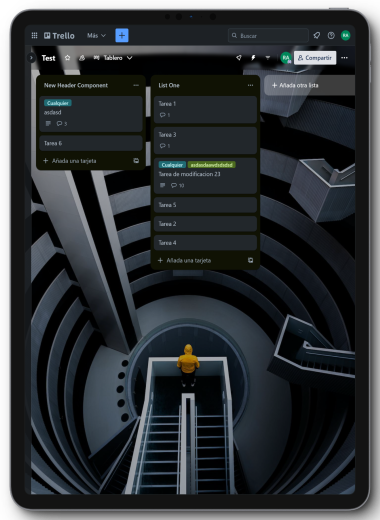 Trello
Más
Buscar
RA
Test
Tablero
RA
Compartir
New Header Component
Cualquier
asdasd
Tarea 6
+ Añada una tarjeta
List One
Tarea 1
1
Tarea 3
1
Cualquier asdasdaawdsdsdsd
Tarea de modificacion 23
10
Tarea 5
Tarea 2
Tarea 4
+ Añada una tarjeta
+ Añada otra lista